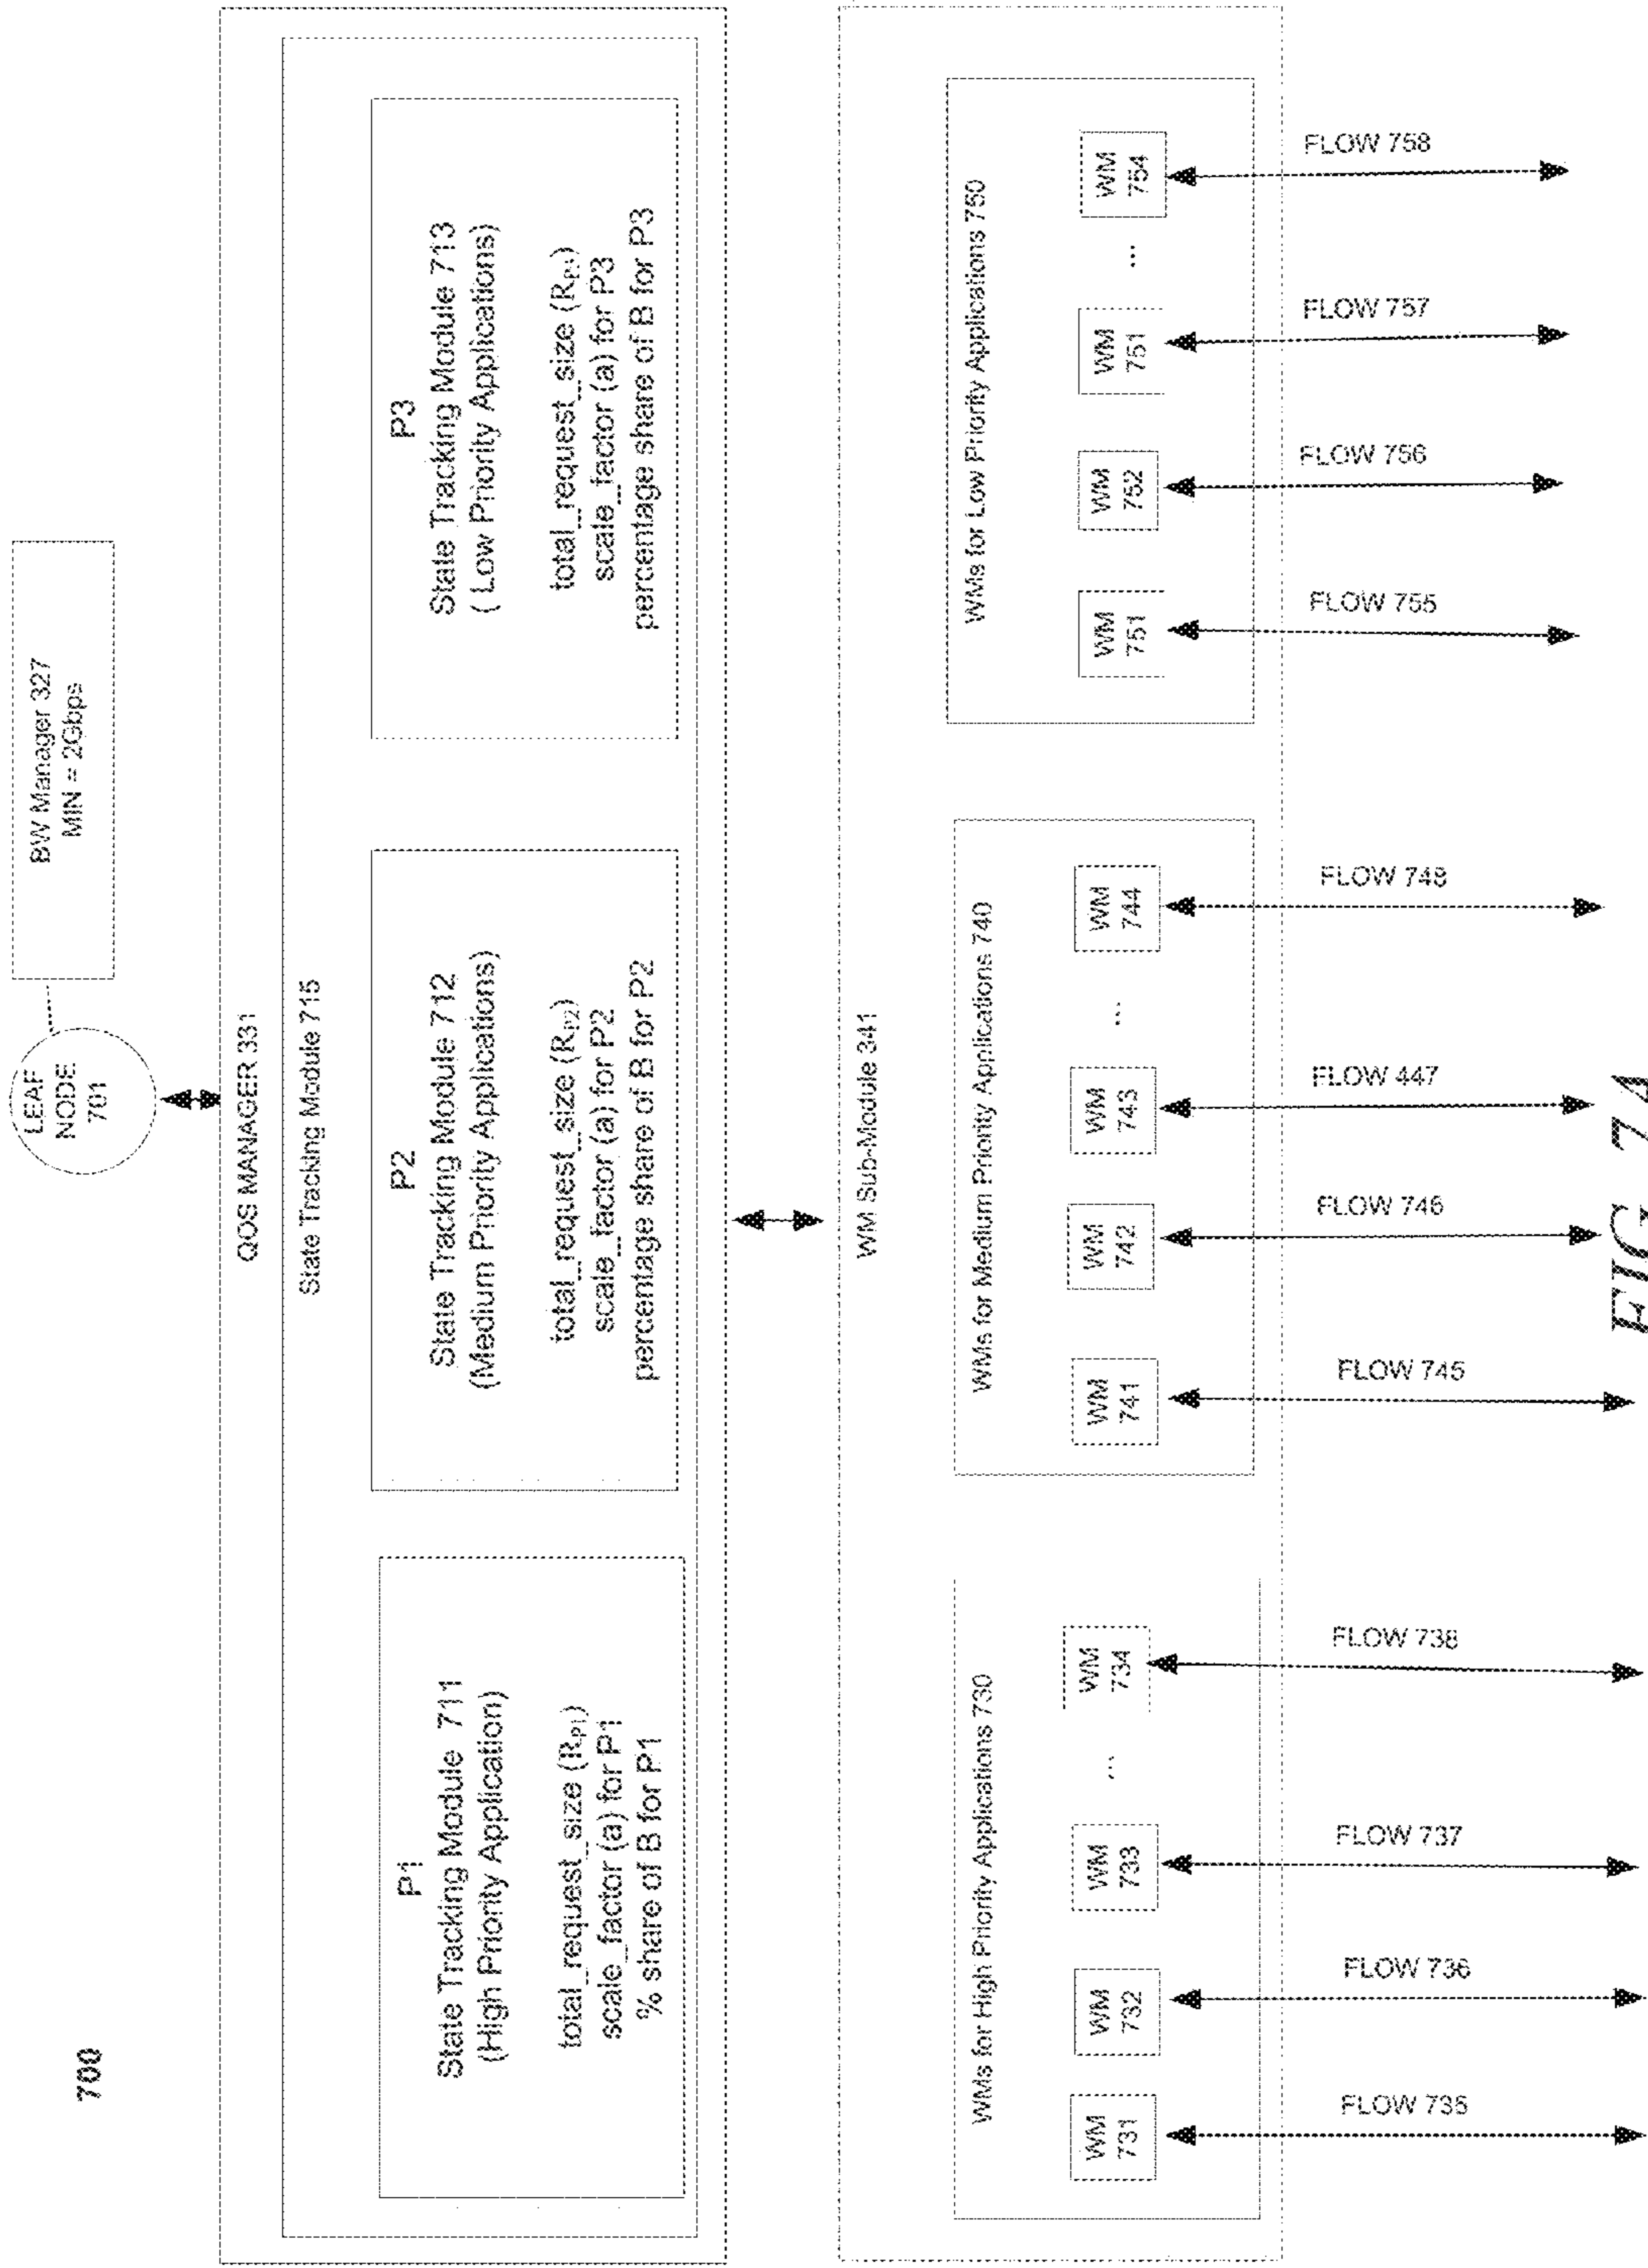 700
LEAF
NODE
701
BW Manager 327
MIN = 2Gbps
QOS MANAGER 331
State Tracking Module 715
P1
State Tracking Module 711
(High Priority Application)
total_request_size (RP1)
scale_factor (a) for P1
% share of B for P1
P2
State Tracking Module 712
(Medium Priority Applications)
total_request_size (RP2)
scale_factor (a) for P2
percentage share of B for P2
P3
State Tracking Module 713
( Low Priority Applications)
total_request_size
scale_factor (a) for P3
percentage share of B for P3
WM Sub-Module 341
WMs for High Priority Applications 730
WM
731
WM
732
WM
733
...
WM
734
WMs for Medium Priority Applications 740
WM
741
WM
742
WM
743
...
WM
744
WMs for Low Priority Applications 750
WM
751
WM
752
WM
751
...
WM
754
FLOW 735
FLOW 736
FLOW 737
FLOW 738
FLOW 745
FLOW 746
FLOW 447
FLOW 748
FLOW 755
FLOW 756
FLOW 757
FLOW 758
FIG 7A